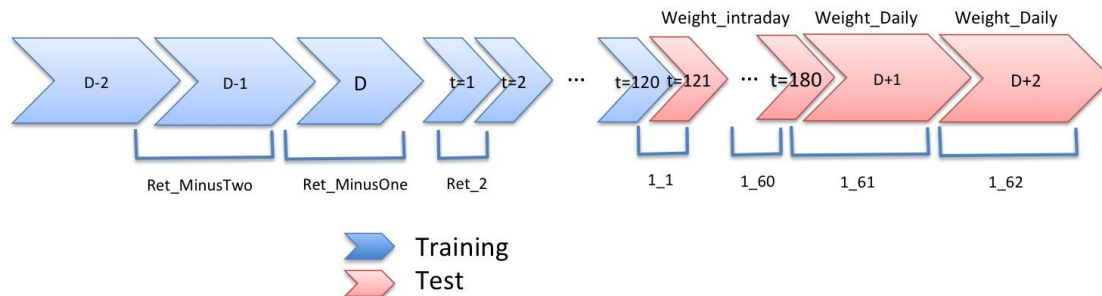 Weight_intraday Weight_Daily Weight_Daily
D-2 D-1 D t=1 t=2 ... t=120 t=121 ... t=180 D+1 D+2
Ret_MinusTwo Ret_MinusOne Ret_2 1_1 1_60 1_61 1_62
Training
Test